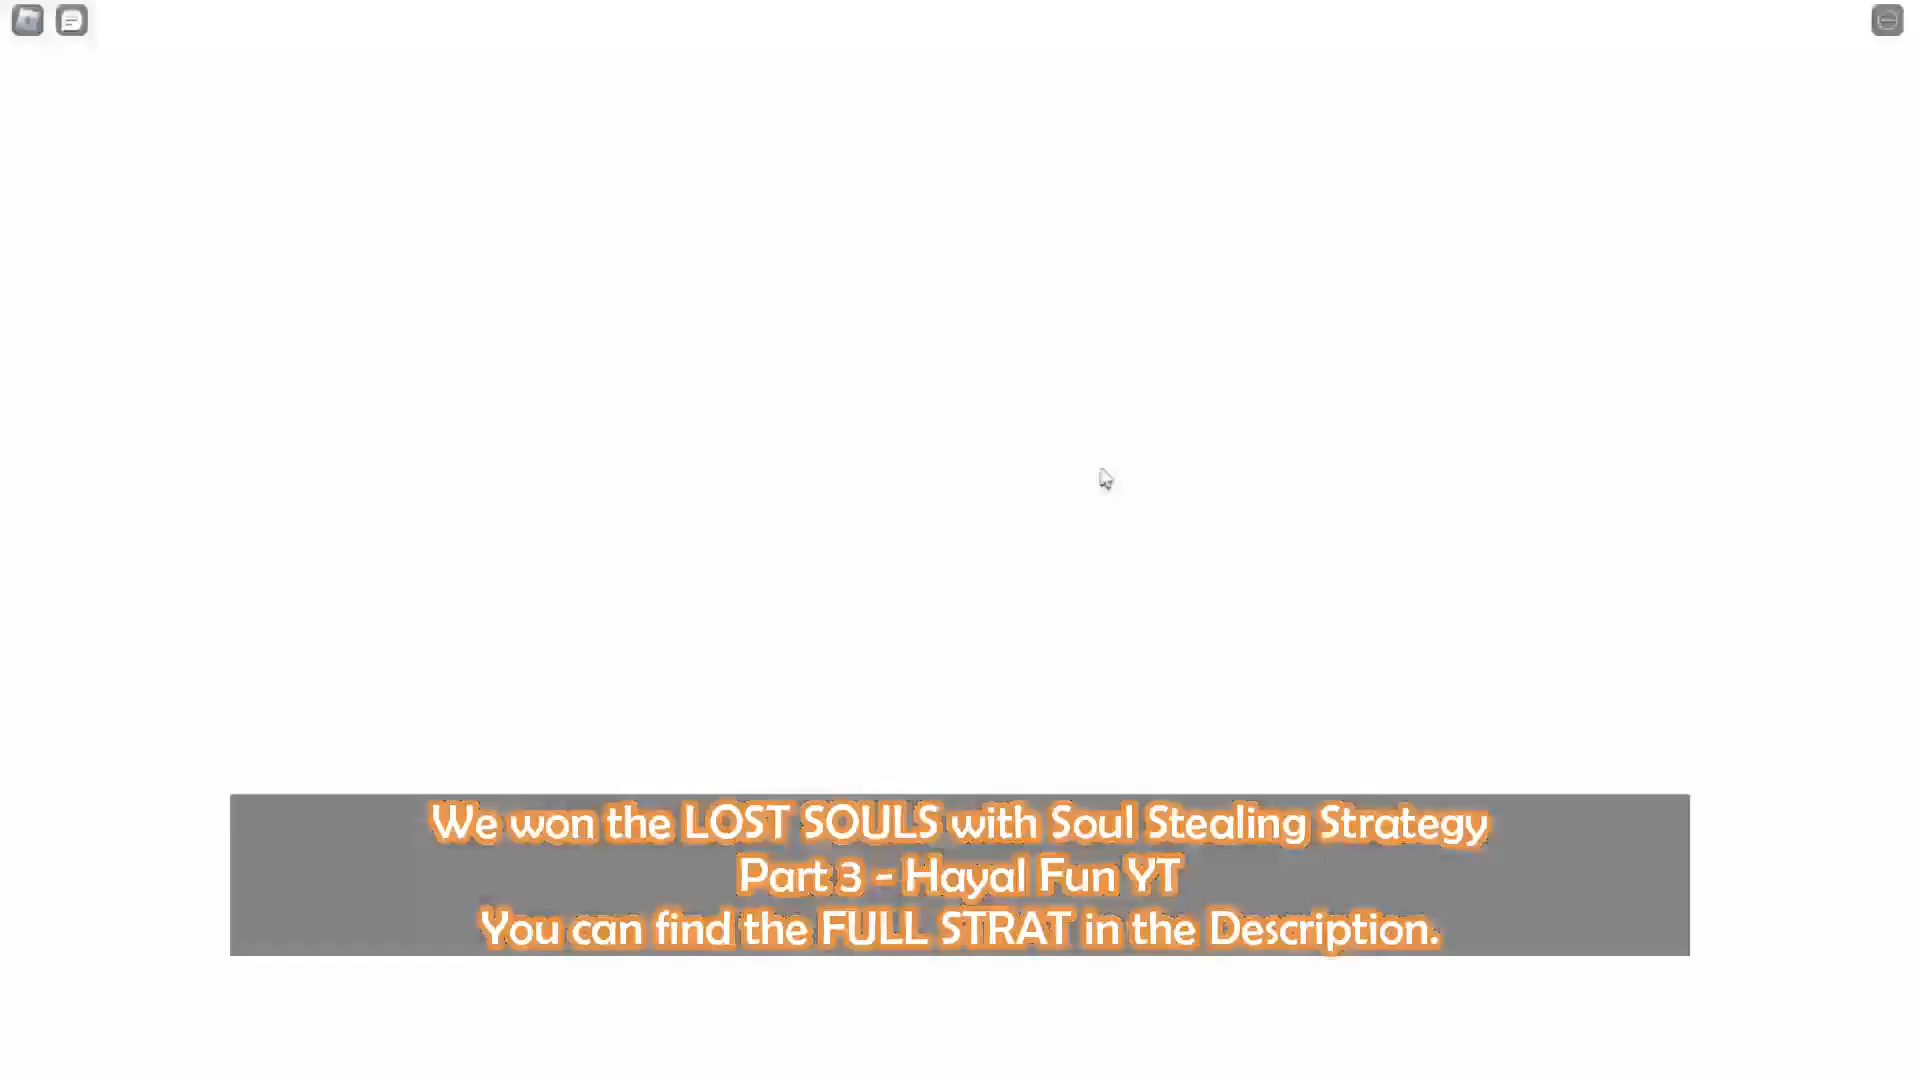 We won the LOST SOULS with Soul Stealing Strategy
Part 3 - Hayal Fun YT
You can find the FULL STRAT in the Description.